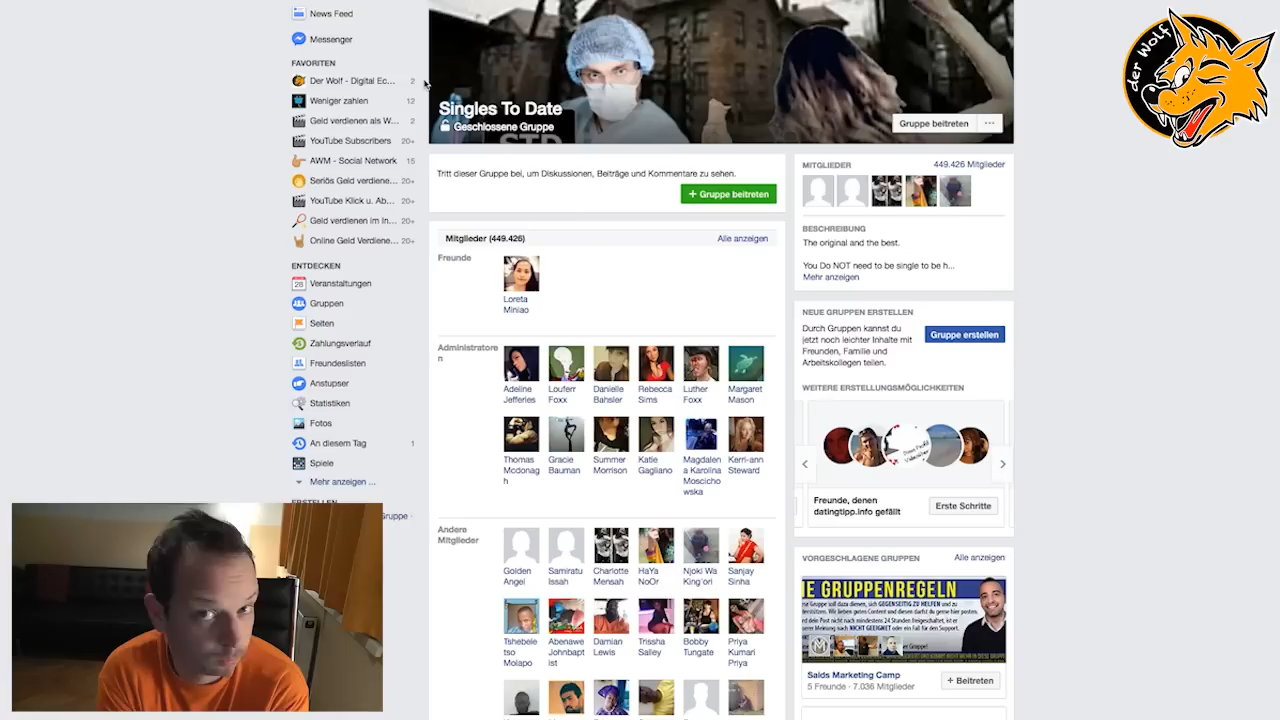 News Feed
Messenger
FAVORITEN
Der Wolf - Digital Ec... 2
Weniger zahlen 12
Geld verdienen als W... 2
YouTube Subscribers 20+
AWM - Social Network 15
Seriös Geld verdiene... 20+
YouTube Klick u. Ab... 20+
Geld verdienen im In... 20+
Online Geld Verdiene... 20+
ENTDECKEN
28 Veranstaltungen
Gruppen
Seiten
Zahlungsverlauf
Freundeslisten
Anstupser
Statistiken
Fotos
An diesem Tag 1
Spiele
Mehr anzeigen ...
ERSTELLEN
Gruppe ·
Singles To Date
Geschlossene Gruppe
STD
Gruppe beitreten ...
Tritt dieser Gruppe bei, um Diskussionen, Beiträge und Kommentare zu sehen.
+ Gruppe beitreten
Mitglieder (449.426) Alle anzeigen
Freunde
Loreta
Miniao
Administratore
n
Adeline Louferr Danielle Rebecca Luther Margaret
Jefferies Foxx Bahsler Sims Foxx Mason
Thomas Gracie Summer Katie Magdalen Kerri-ann
Mcdonag Bauman Morrison Gagliano a Karolina Steward
h Moscicho
wska
Andere
Mitglieder
Golden Samiratu Charlotte HaYa Njoki Wa Sanjay
Angel Issah Mensah NoOr King'ori Sinha
Tshebele Abenawe Damian Trissha Bobby Priya
tso Johnbapt Lewis Salley Tungate Kumari
Molapo ist Priya
MITGLIEDER 449.426 Mitglieder
BESCHREIBUNG
The original and the best.
You Do NOT need to be single to be h...
Mehr anzeigen
NEUE GRUPPEN ERSTELLEN
Durch Gruppen kannst du
jetzt noch leichter Inhalte mit
Freunden, Familie und
Arbeitskollegen teilen.
Gruppe erstellen
WEITERE ERSTELLUNGSMÖGLICHKEITEN
Freunde, denen
datingtipp.info gefällt
Erste Schritte
VORGESCHLAGENE GRUPPEN Alle anzeigen
IE GRUPPENREGELN
Saids Marketing Camp
5 Freunde · 7.036 Mitglieder
+ Beitreten
der Wolf